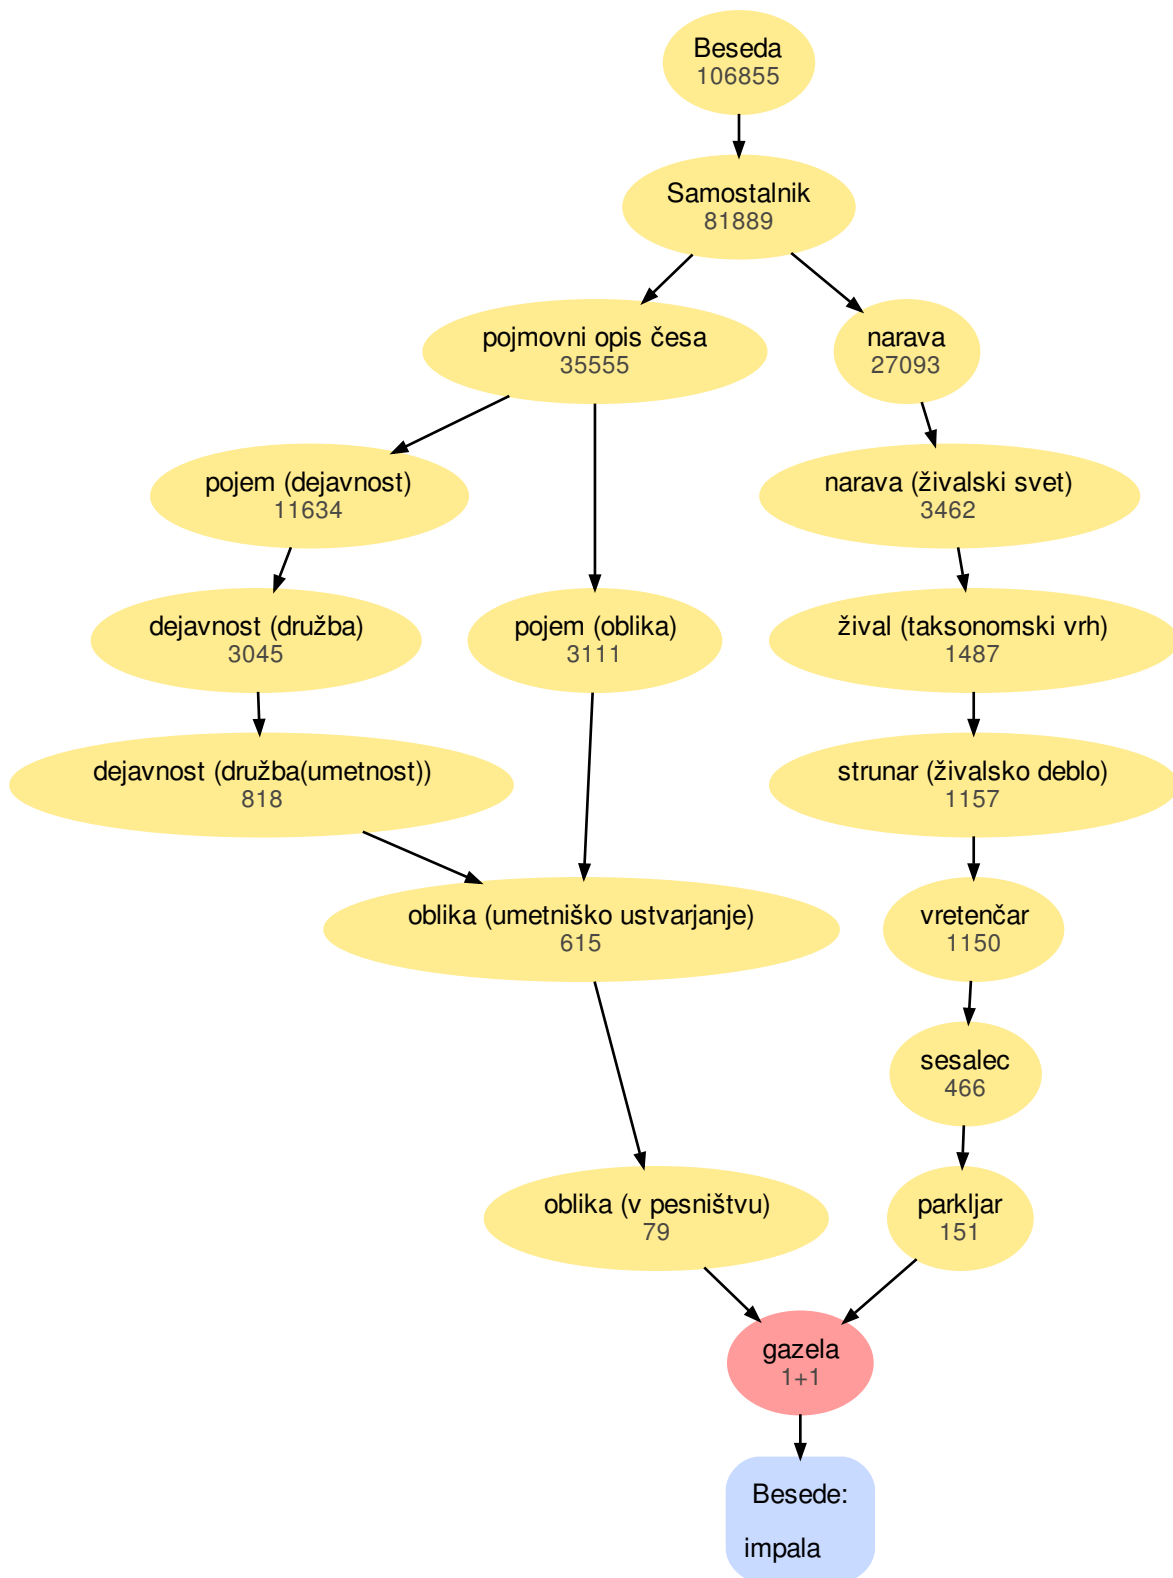 Beseda
106855
Samostalnik
81889
pojmovni opis česa
35555
narava
27093
pojem (dejavnost)
11634
narava (živalski svet)
3462
dejavnost (družba)
3045
pojem (oblika)
3111
žival (taksonomski vrh)
1487
dejavnost (družba(umetnost))
818
strunar (živalsko deblo)
1157
oblika (umetniško ustvarjanje)
615
vretenčar
1150
sesalec
466
oblika (v pesništvu)
79
parkljar
151
gazela
1+1
Besede:
impala